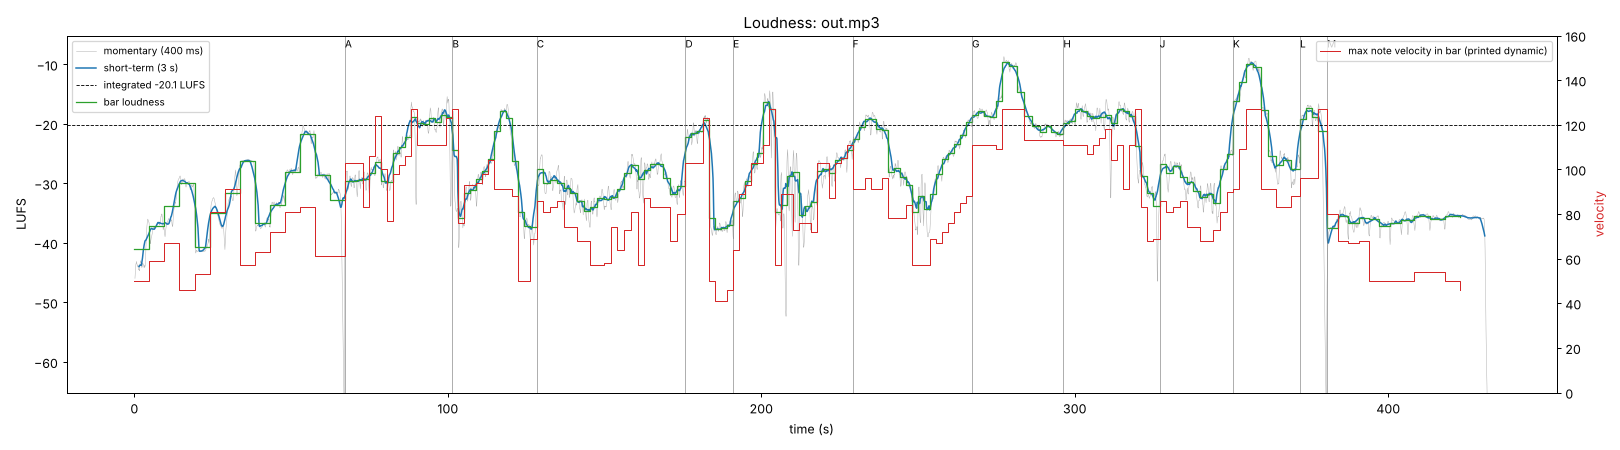 Loudness: out.mp3
A B C D E F G H J K L M
momentary (400 ms)
short-term (3 s)
integrated -20.1 LUFS
bar loudness
max note velocity in bar (printed dynamic)
LUFS
−10
−20
−30
−40
−50
−60
160
140
120
100
80
60
40
20
0
velocity
0 100 200 300 400
time (s)